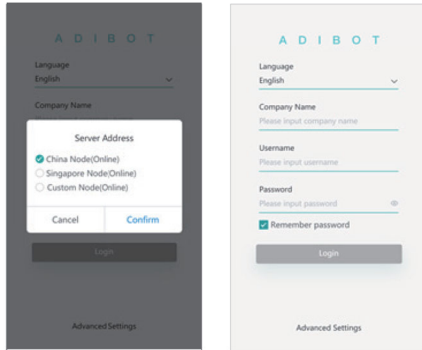 A D I B O T
Language
English
Company Name
Server Address
China Node(Online)
Singapore Node(Online)
Custom Node(Online)
Cancel Confirm
Login
Advanced Settings
A D I B O T
Language
English
Company Name
Please input company name
Username
Please input username
Password
Please input password
Remember password
Login
Advanced Settings